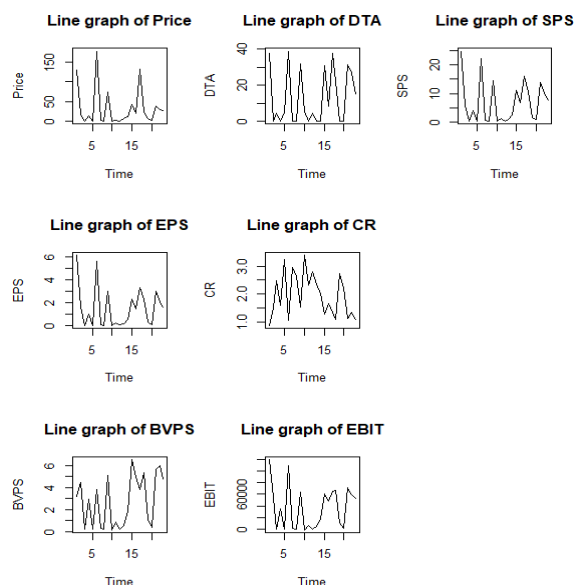 Line graph of Price
Line graph of DTA
Line graph of SPS
Price
0 50 150
5 15
Time
DTA
0 20 40
5 15
Time
SPS
0 10 20
5 15
Time
Line graph of EPS
Line graph of CR
EPS
0 2 4 6
5 15
Time
CR
1.0 2.0 3.0
5 15
Time
Line graph of BVPS
Line graph of EBIT
BVPS
0 2 4 6
5 15
Time
EBIT
0 60000
5 15
Time